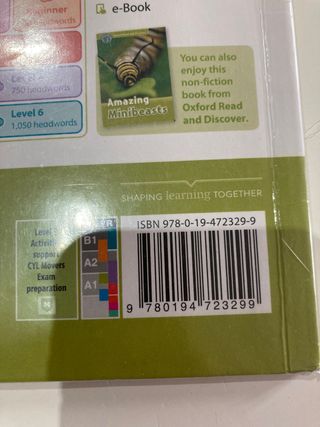 e-Book
Beginner
headwords
750 headwords
Level 6
1,050 headwords
Amazing
Minibeasts
You can also
enjoy this
non-fiction
book from
Oxford Read
and Discover.
SHAPING learning TOGETHER
ISBN 978-0-19-472329-9
Level
Activities
support
CYL Movers
Exam
preparation
M
B1
A2
A1
9 780194 723299